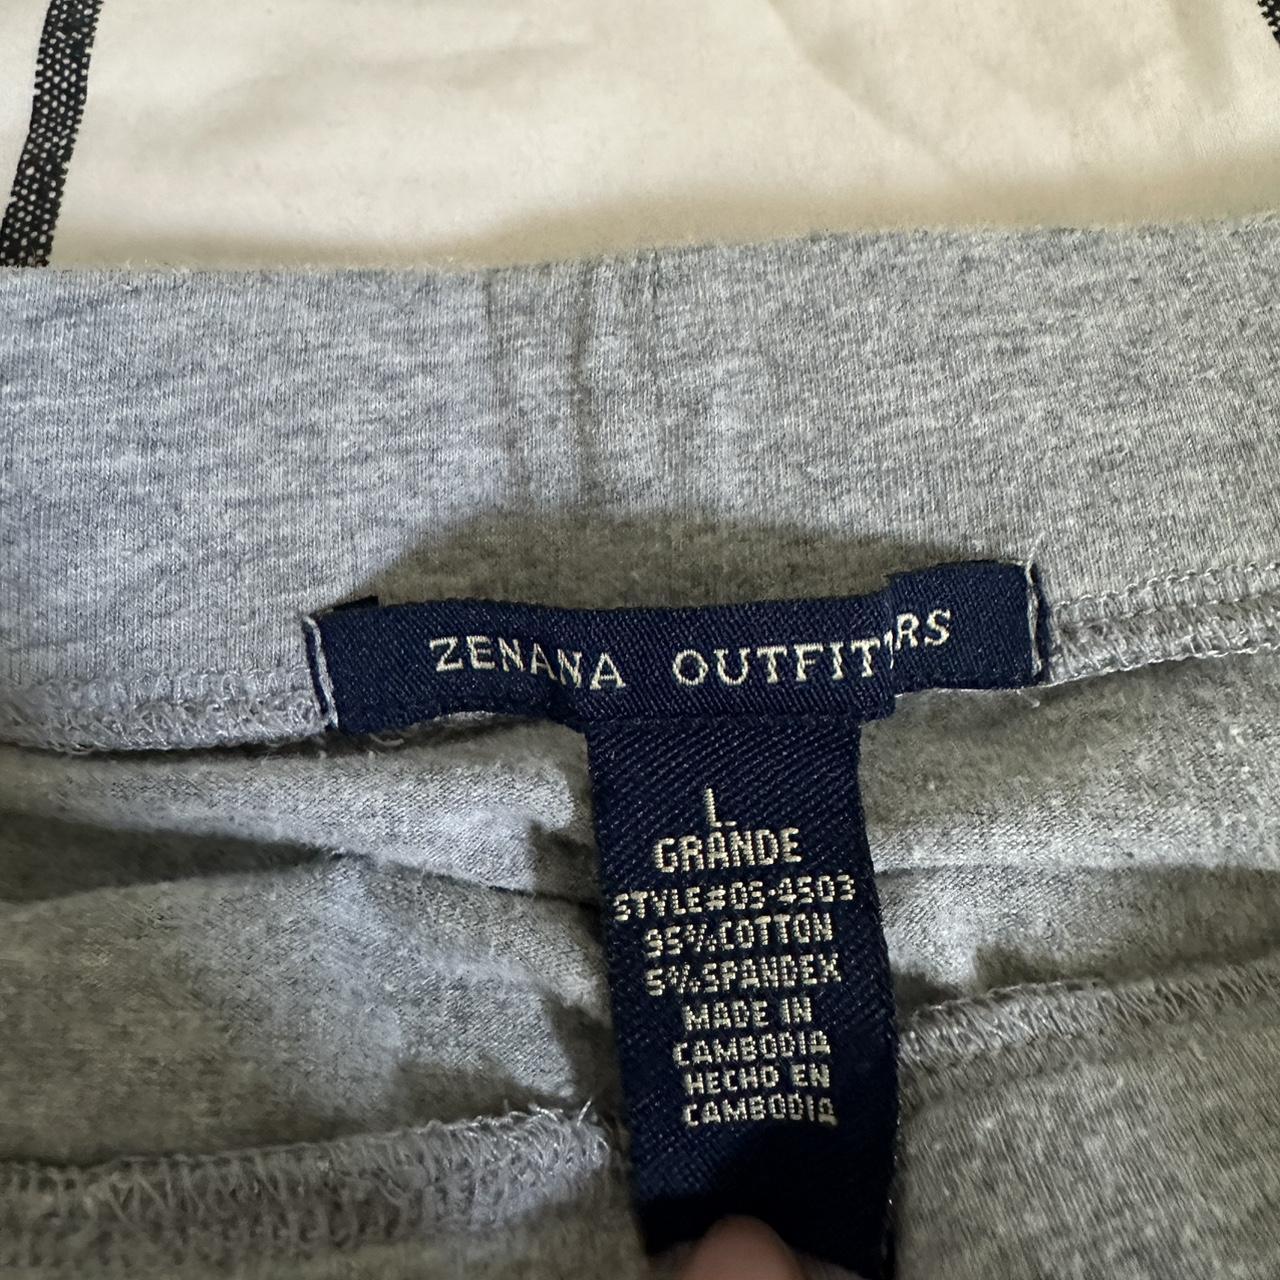 ZENANA OUTFITTERS
L
GRANDE
STYLE#OS-4503
95%COTTON
5%SPANDEX
MADE IN
CAMBODIA
HECHO EN
CAMBODIA